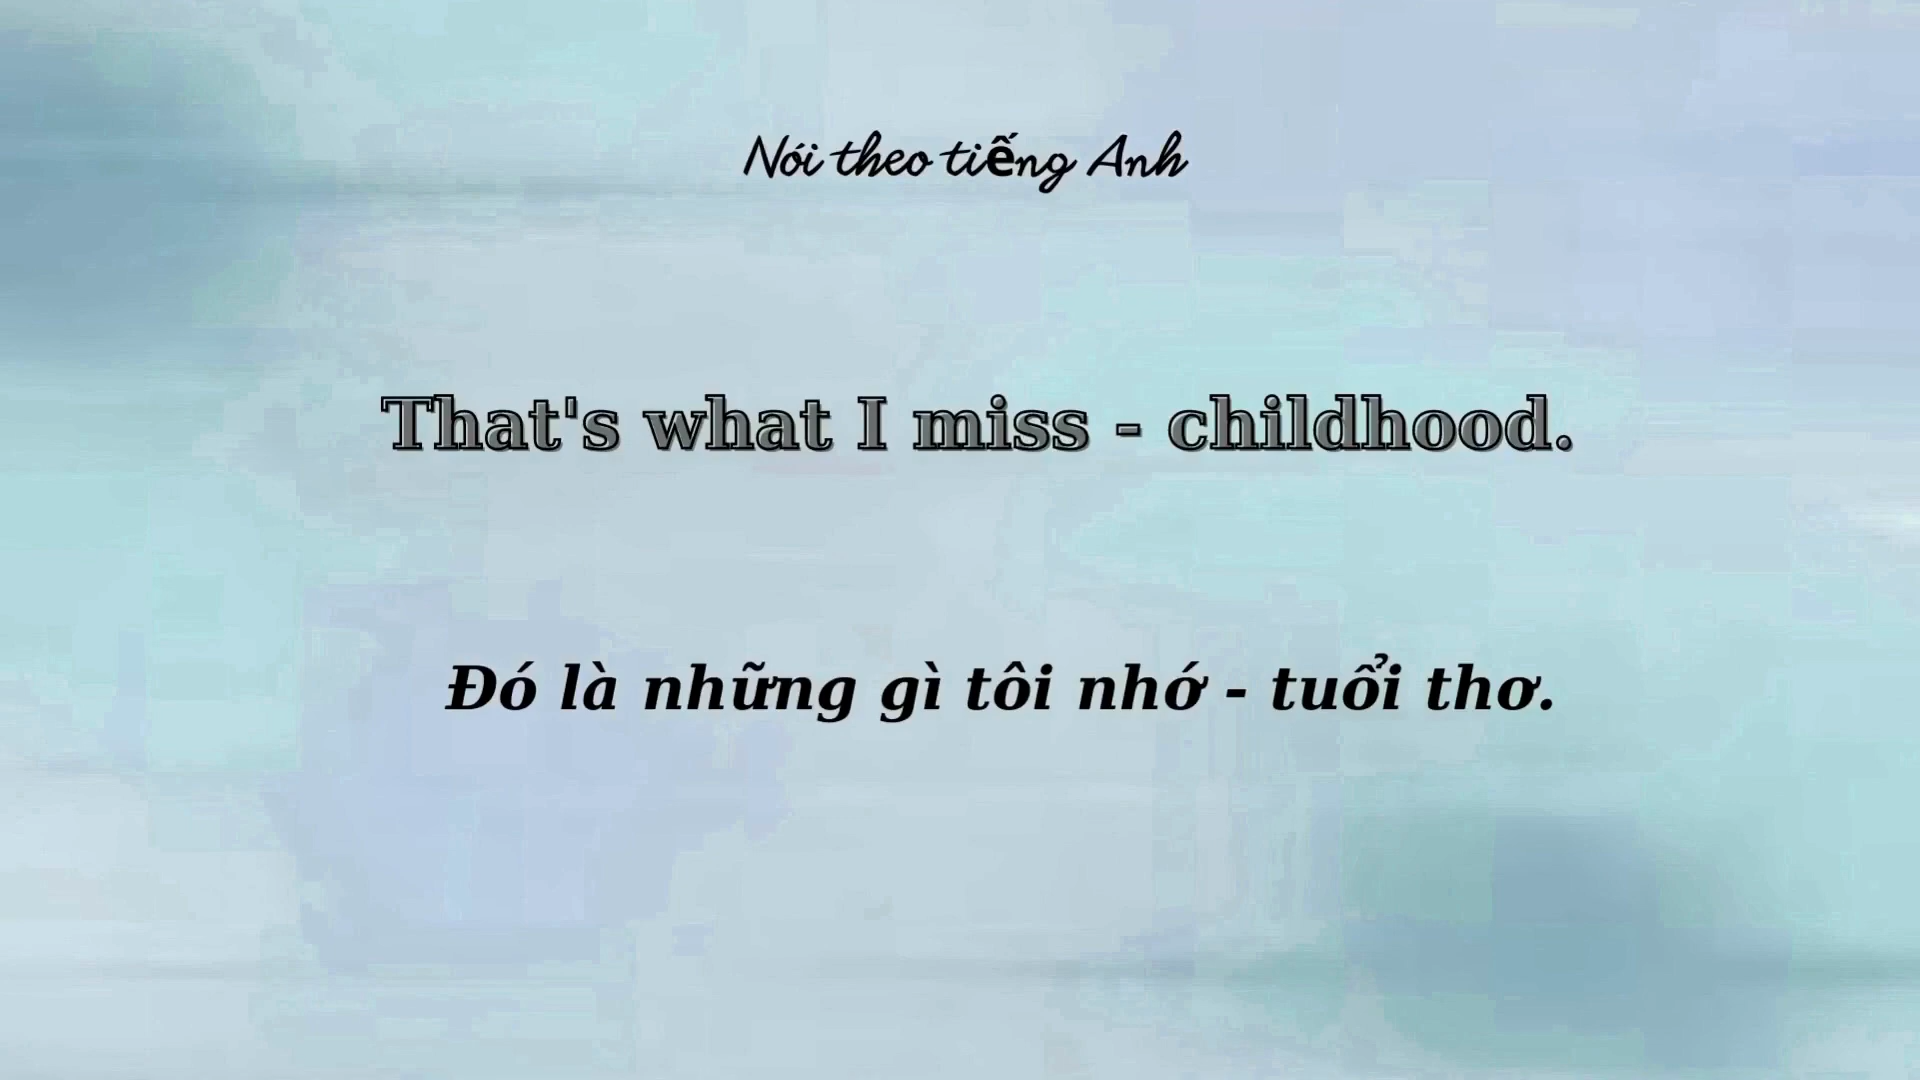 Nói theo tiếng Anh
That's what I miss - childhood.
Đó là những gì tôi nhớ - tuổi thơ.